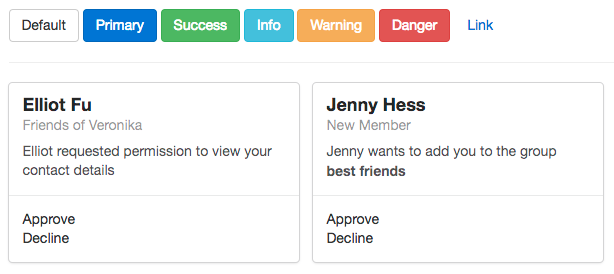 Default Primary Success Info Warning Danger Link
Elliot Fu
Friends of Veronika
Elliot requested permission to view your
contact details
Approve
Decline
Jenny Hess
New Member
Jenny wants to add you to the group
best friends
Approve
Decline